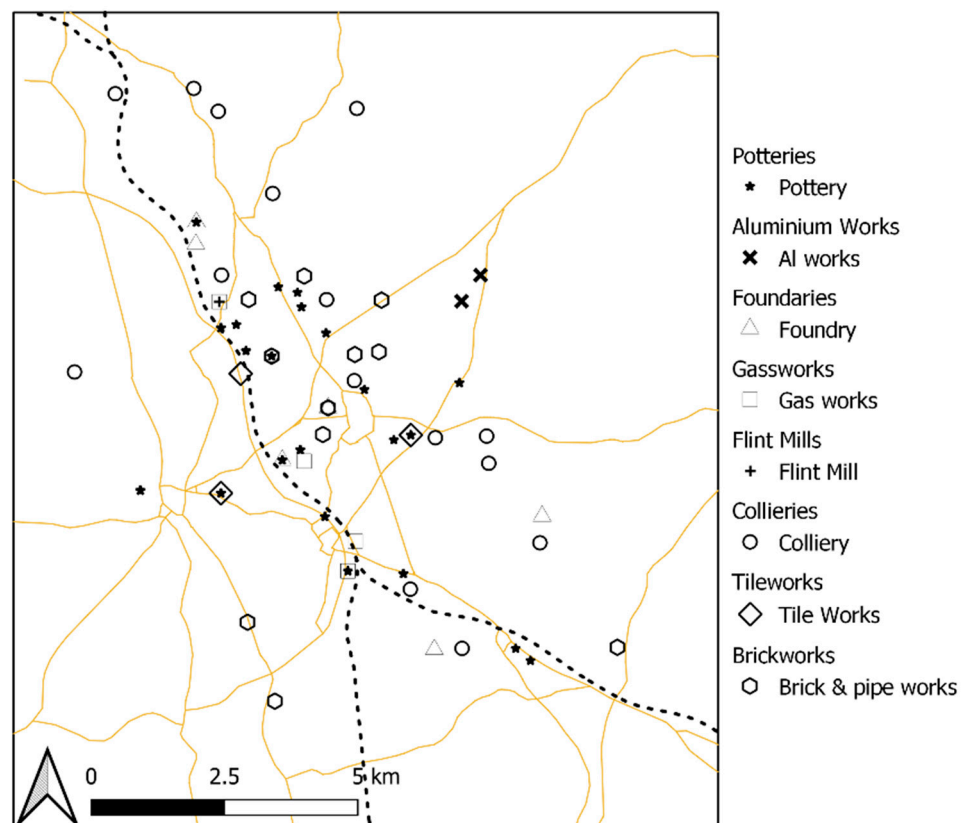 Potteries
Pottery
Aluminium Works
Al works
Foundaries
Foundry
Gassworks
Gas works
Flint Mills
Flint Mill
Collieries
Colliery
Tileworks
Tile Works
Brickworks
Brick & pipe works
0 2.5 5 km